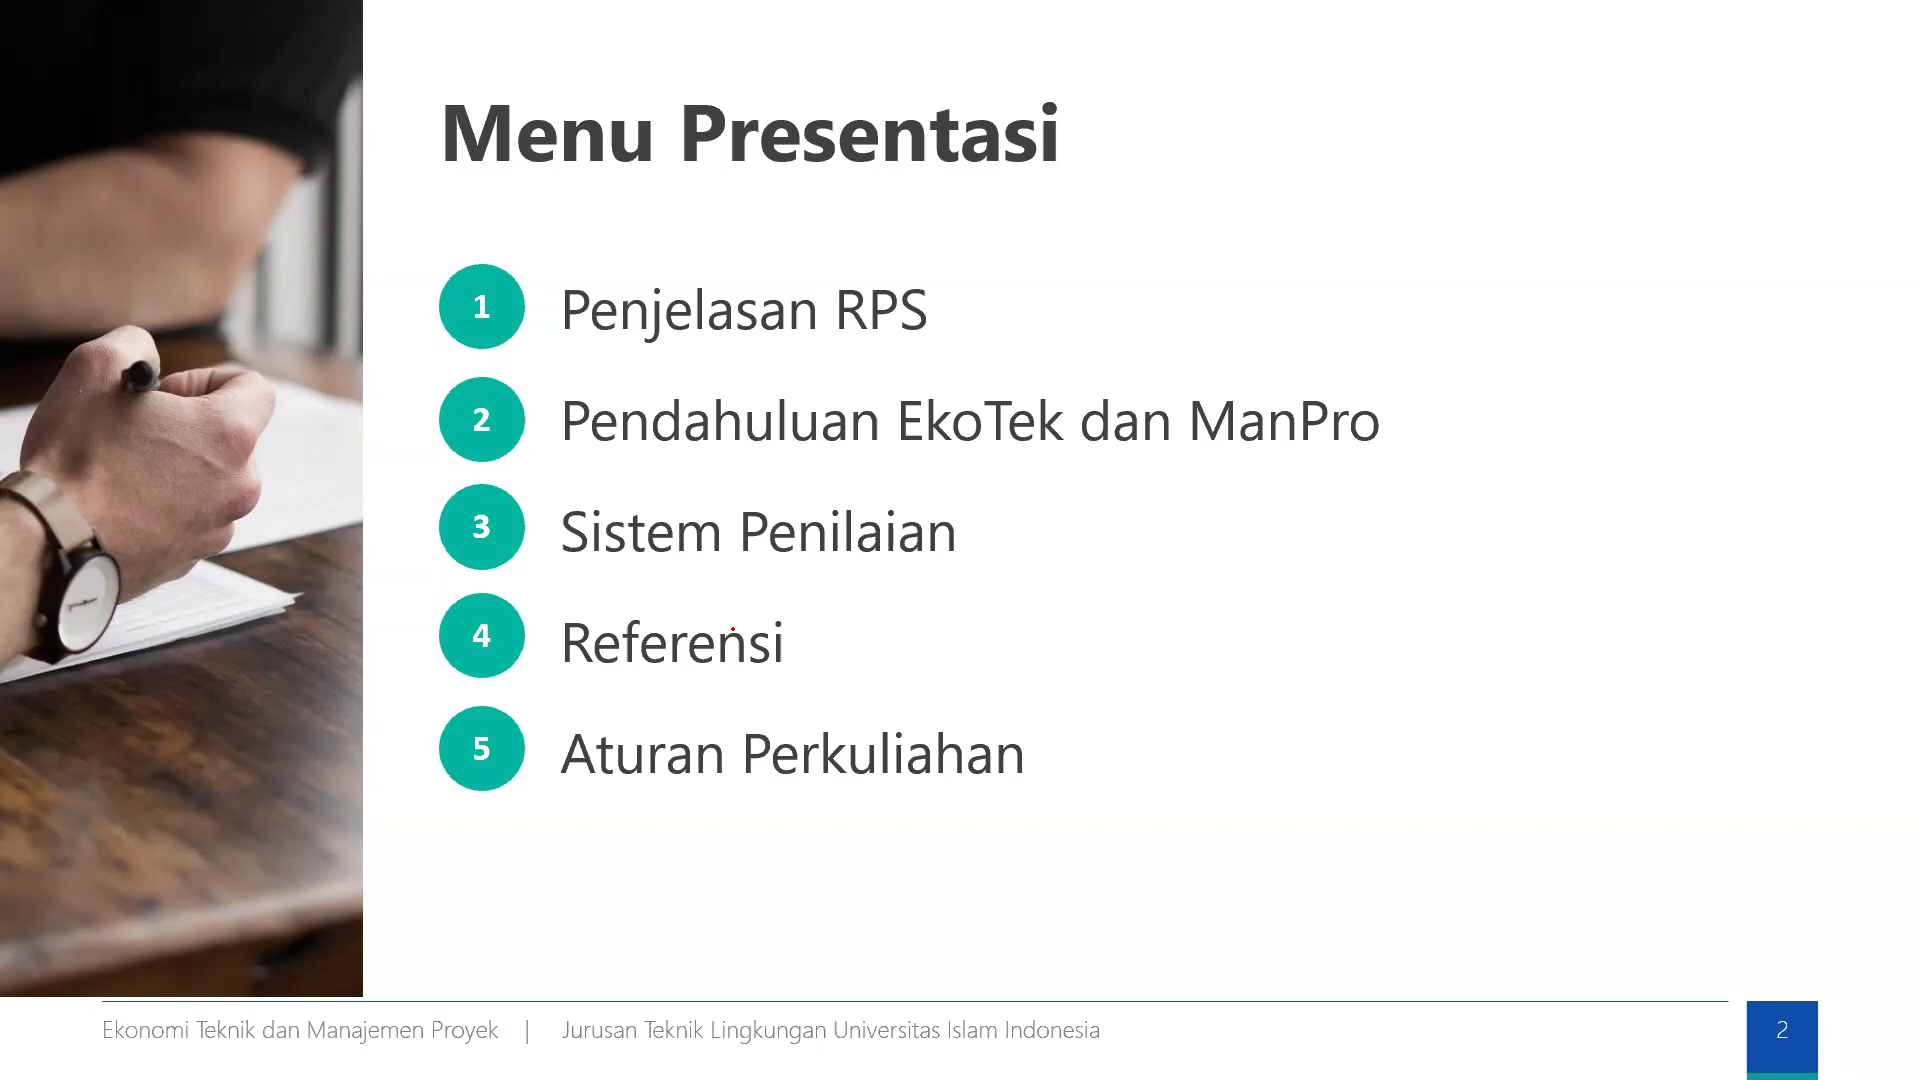 Menu Presentasi
1 Penjelasan RPS
2 Pendahuluan EkoTek dan ManPro
3 Sistem Penilaian
4 Referensi
5 Aturan Perkuliahan
Ekonomi Teknik dan Manajemen Proyek | Jurusan Teknik Lingkungan Universitas Islam Indonesia 2